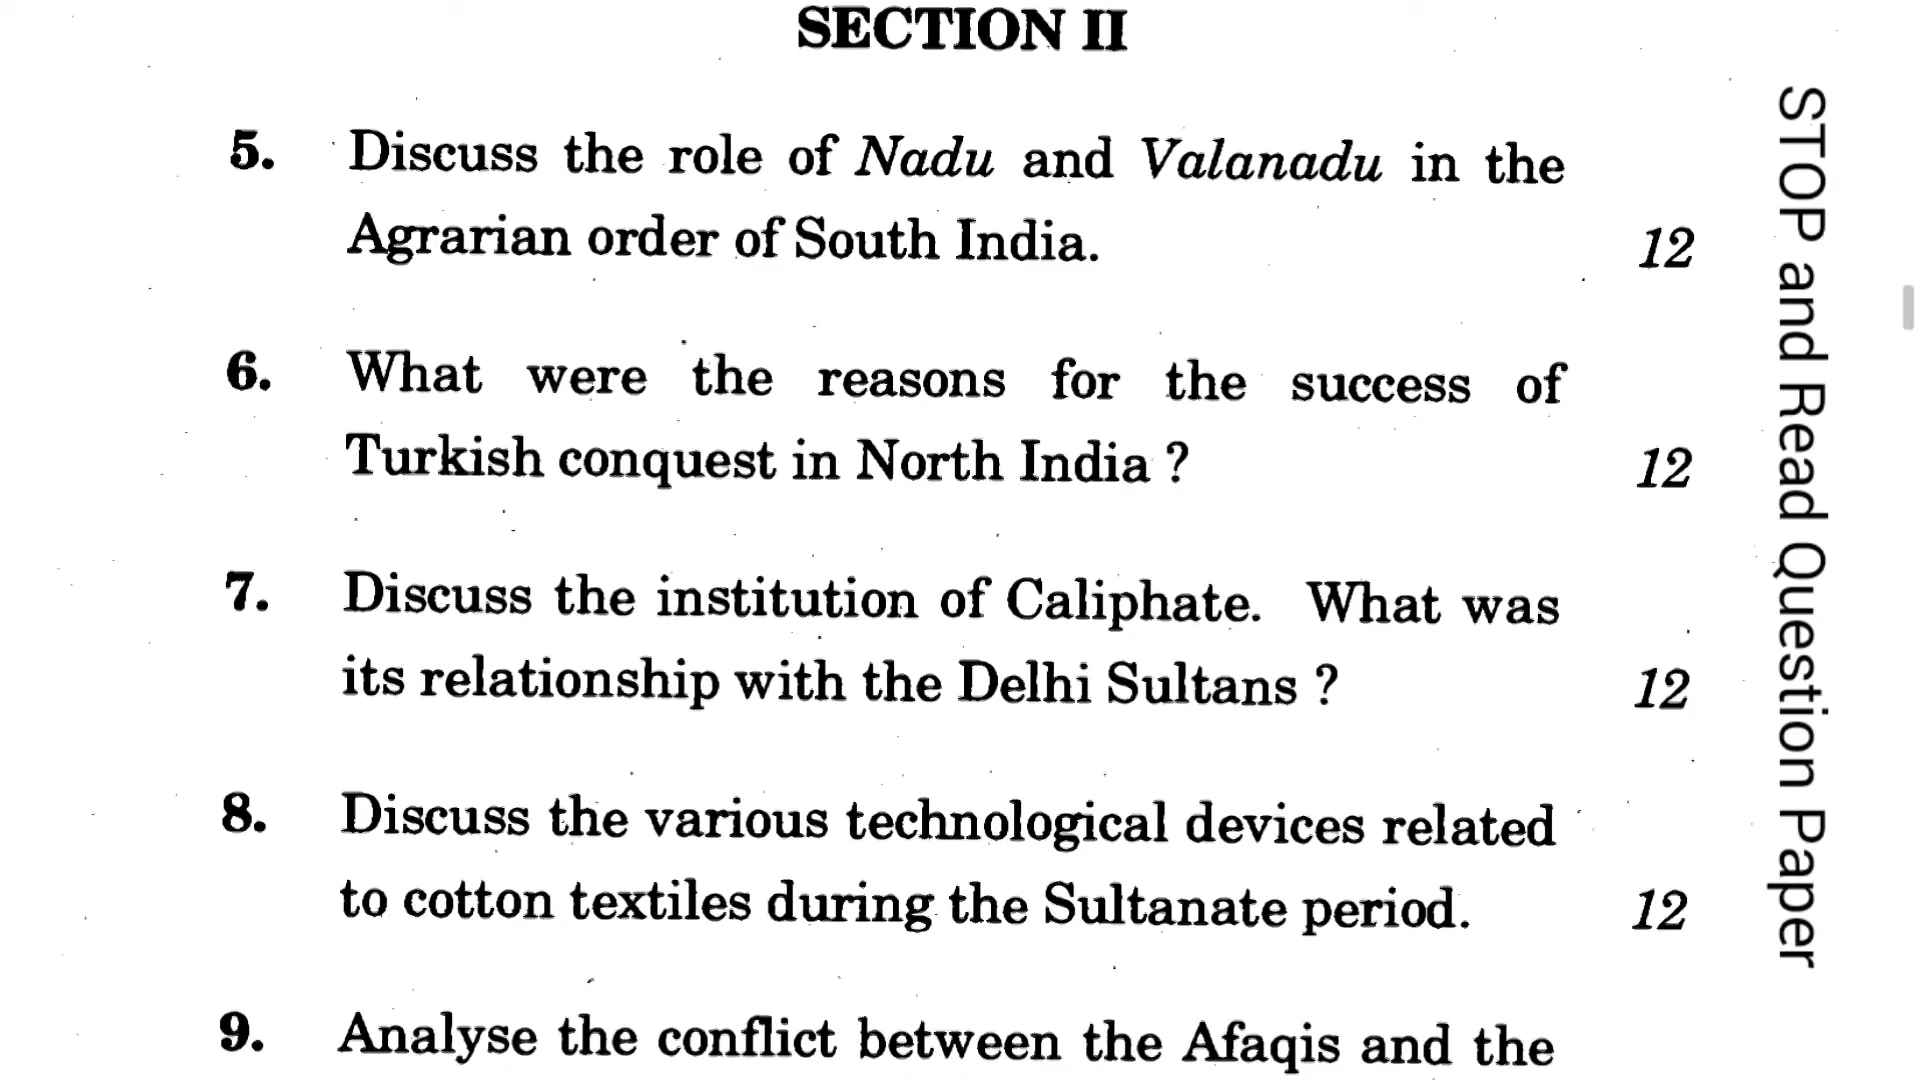 SECTION II
5. Discuss the role of Nadu and Valanadu in the
Agrarian order of South India. 12
6. What were the reasons for the success of
Turkish conquest in North India ? 12
7. Discuss the institution of Caliphate. What was
its relationship with the Delhi Sultans ? 12
8. Discuss the various technological devices related
to cotton textiles during the Sultanate period. 12
9. Analyse the conflict between the Afaqis and the
STOP and Read Question Paper